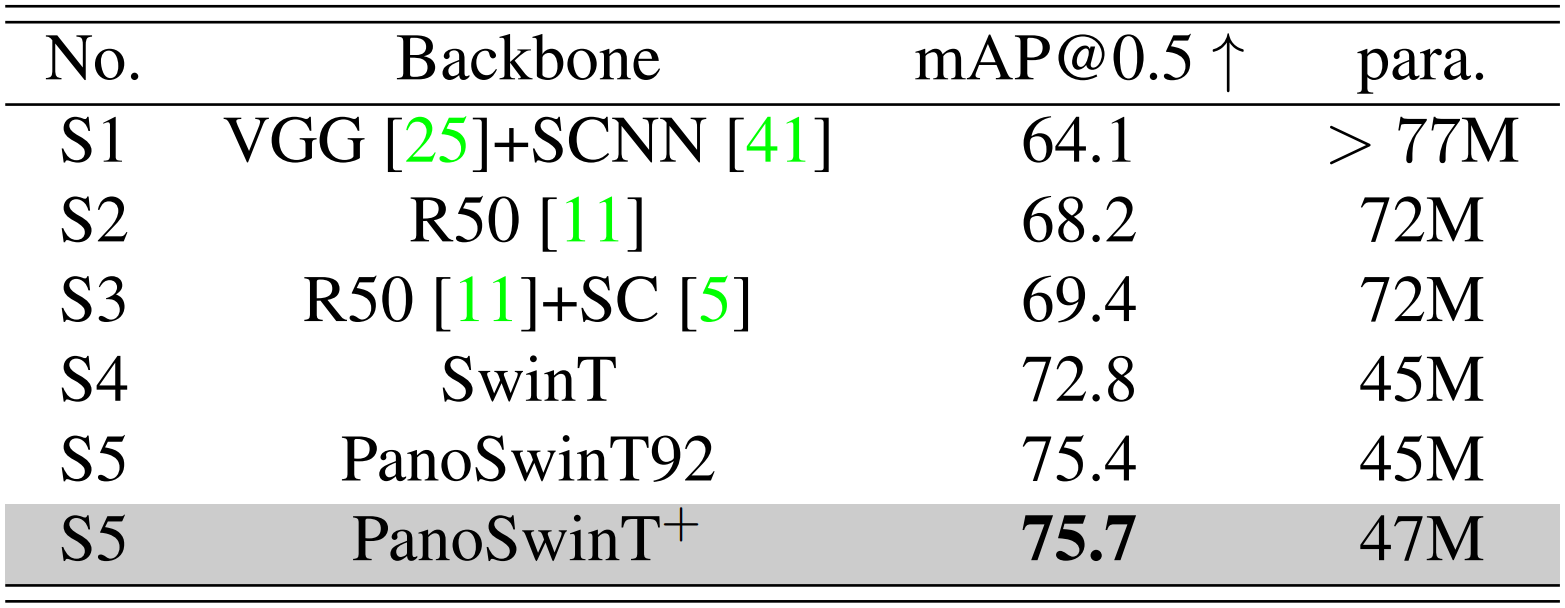 No. Backbone mAP@0.5 ↑ para.
S1 VGG [25]+SCNN [41] 64.1 > 77M
S2 R50 [11] 68.2 72M
S3 R50 [11]+SC [5] 69.4 72M
S4 SwinT 72.8 45M
S5 PanoSwinT92 75.4 45M
S5 PanoSwinT+ 75.7 47M